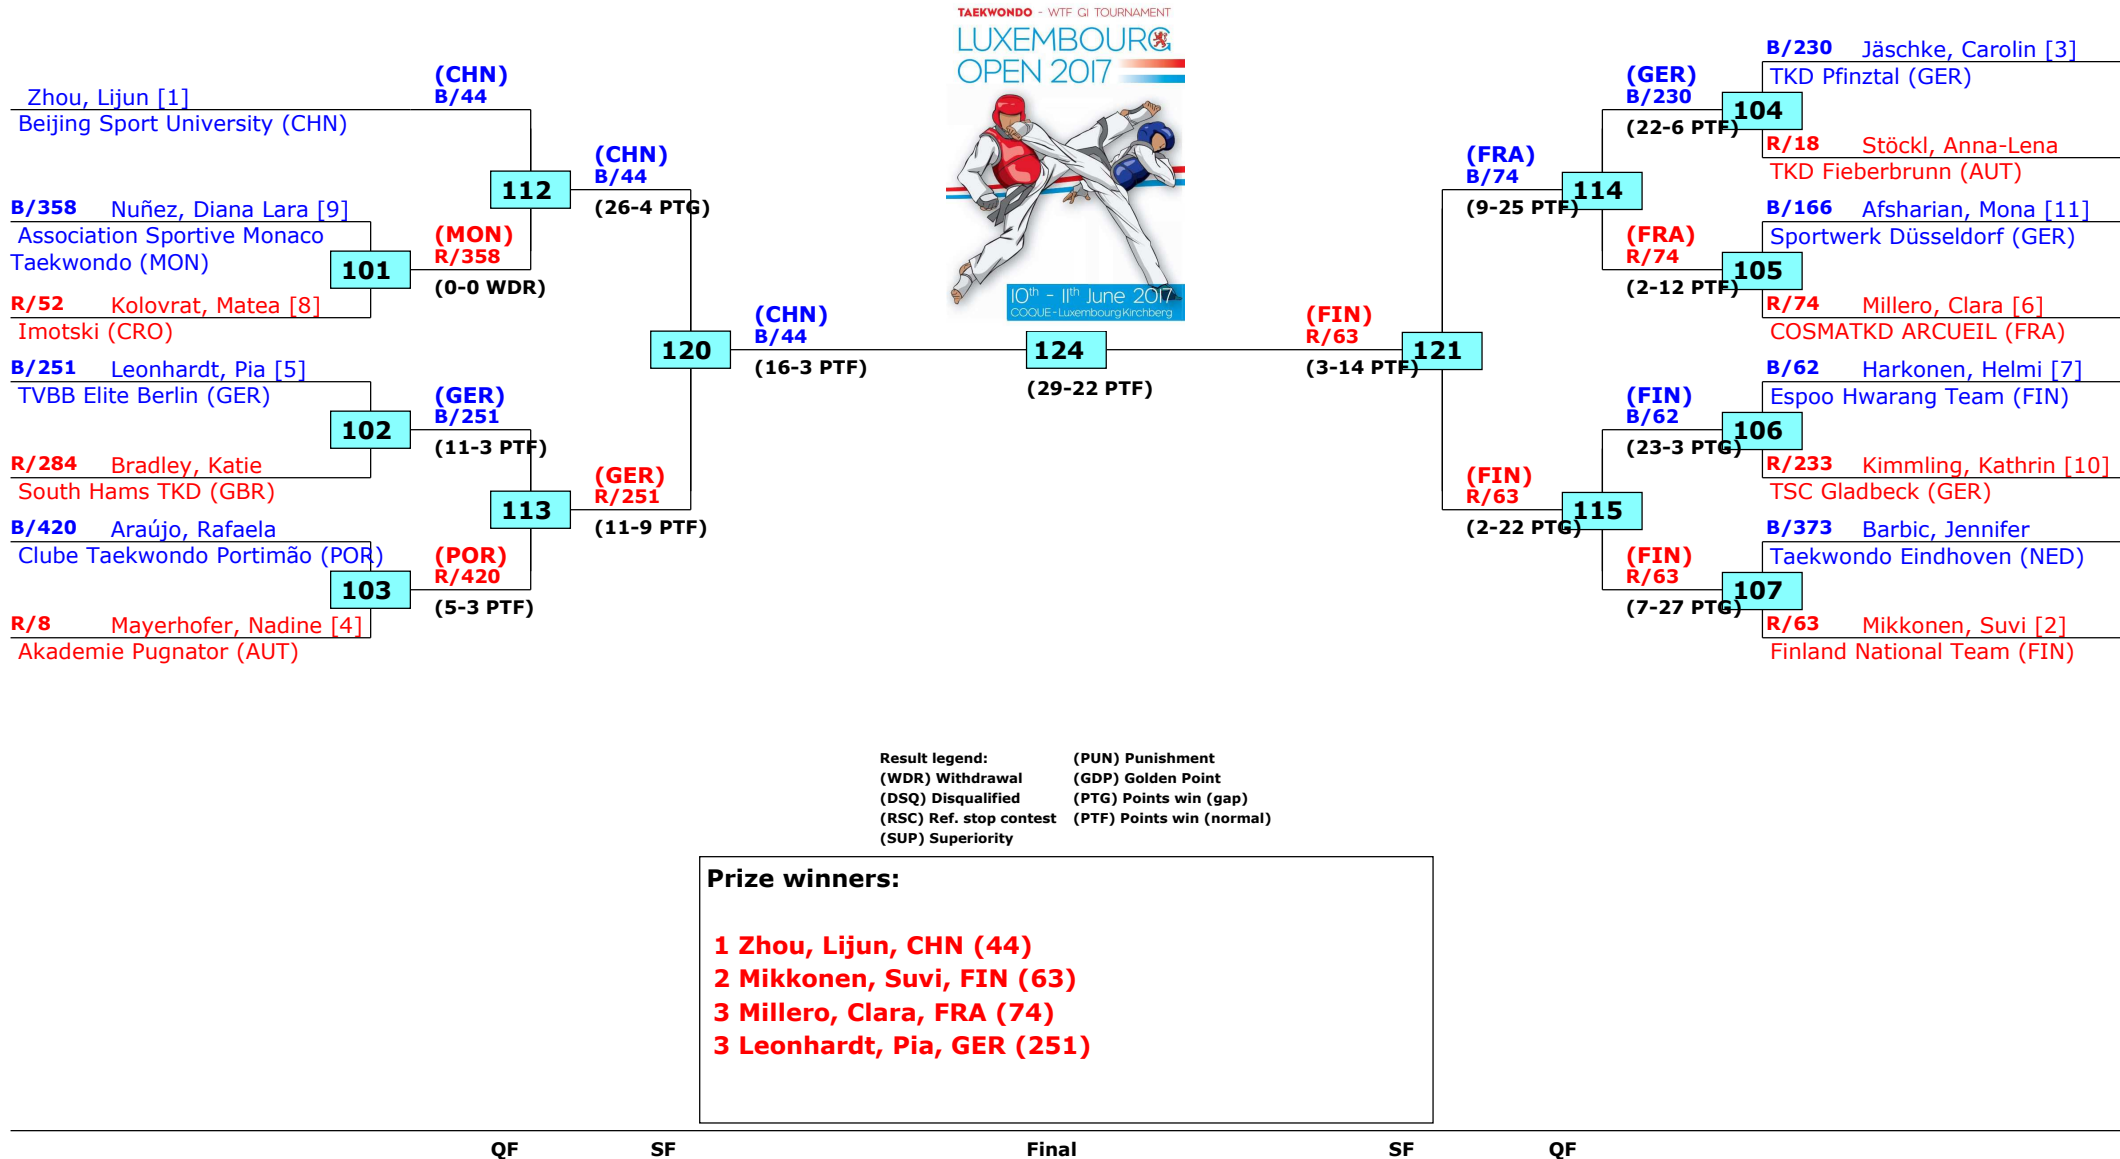 TAEKWONDO - WTF G1 TOURNAMENT
LUXEMBOURG
OPEN 2017
10th - 11th June 2017
COQUE - Luxembourg Kirchberg
Zhou, Lijun [1]
Beijing Sport University (CHN)
B/358 Nuñez, Diana Lara [9]
Association Sportive Monaco
Taekwondo (MON)
R/52 Kolovrat, Matea [8]
Imotski (CRO)
B/251 Leonhardt, Pia [5]
TVBB Elite Berlin (GER)
R/284 Bradley, Katie
South Hams TKD (GBR)
B/420 Araújo, Rafaela
Clube Taekwondo Portimão (POR)
R/8 Mayerhofer, Nadine [4]
Akademie Pugnator (AUT)
101
102
103
(CHN)
B/44
(MON)
R/358
(0-0 WDR)
(GER)
B/251
(11-3 PTF)
(POR)
R/420
(5-3 PTF)
112
113
(CHN)
B/44
(26-4 PTG)
(GER)
R/251
(11-9 PTF)
120
(CHN)
B/44
(16-3 PTF)
124
(29-22 PTF)
(FIN)
R/63
(3-14 PTF)
121
(FRA)
B/74
(9-25 PTF)
(FIN)
R/63
(2-22 PTG)
114
115
(GER)
B/230
(22-6 PTF)
(FRA)
R/74
(2-12 PTF)
(FIN)
B/62
(23-3 PTG)
(FIN)
R/63
(7-27 PTG)
104
105
106
107
B/230 Jäschke, Carolin [3]
TKD Pfinztal (GER)
R/18 Stöckl, Anna-Lena
TKD Fieberbrunn (AUT)
B/166 Afsharian, Mona [11]
Sportwerk Düsseldorf (GER)
R/74 Millero, Clara [6]
COSMATKD ARCUEIL (FRA)
B/62 Harkonen, Helmi [7]
Espoo Hwarang Team (FIN)
R/233 Kimmling, Kathrin [10]
TSC Gladbeck (GER)
B/373 Barbic, Jennifer
Taekwondo Eindhoven (NED)
R/63 Mikkonen, Suvi [2]
Finland National Team (FIN)
Result legend: (PUN) Punishment
(WDR) Withdrawal (GDP) Golden Point
(DSQ) Disqualified (PTG) Points win (gap)
(RSC) Ref. stop contest (PTF) Points win (normal)
(SUP) Superiority
Prize winners:
1 Zhou, Lijun, CHN (44)
2 Mikkonen, Suvi, FIN (63)
3 Millero, Clara, FRA (74)
3 Leonhardt, Pia, GER (251)
QF SF Final SF QF